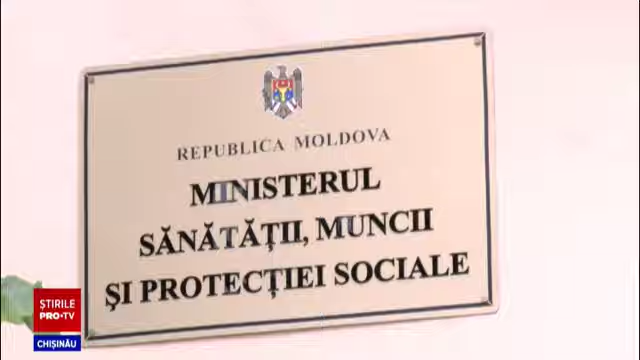 REPUBLICA MOLDOVA
MINISTERUL
SĂNĂTĂȚII, MUNCII
ȘI PROTECȚIEI SOCIALE
ȘTIRILE
PRO•TV
CHIȘINĂU